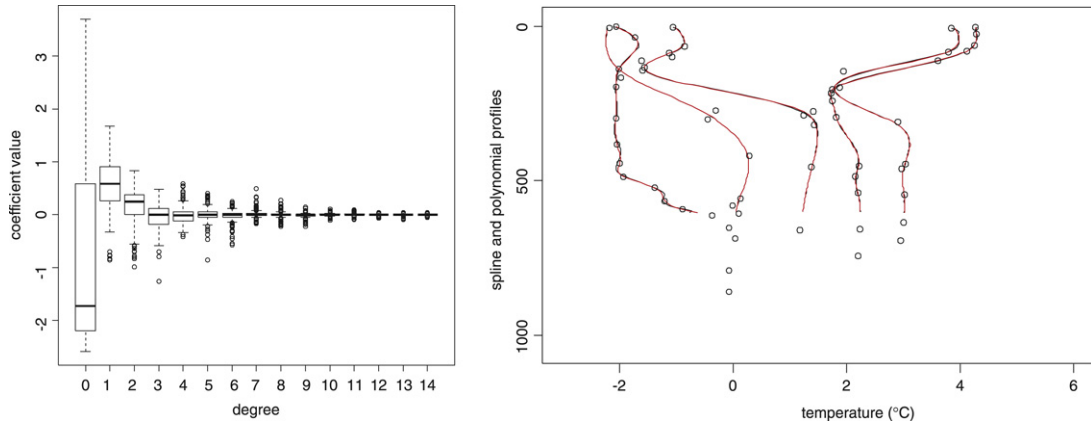 coefficient value
3
2
1
0
-1
-2
0 1 2 3 4 5 6 7 8 9 10 11 12 13 14
degree
spline and polynomial profiles
0
500
1000
-2 0 2 4 6
temperature (°C)